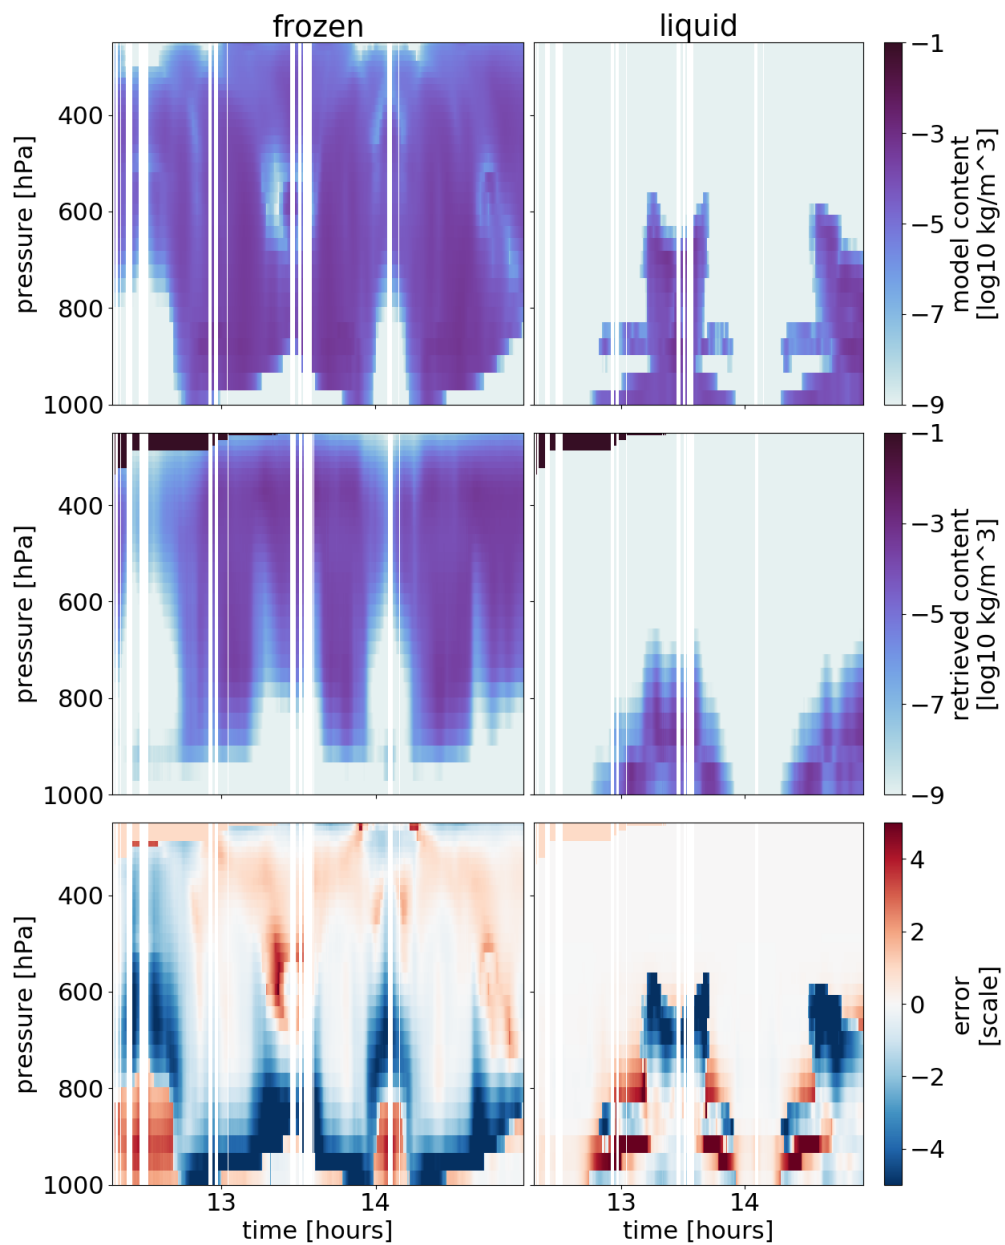 frozen
liquid
pressure [hPa]
400
600
800
1000
−1
−3
−5
−7
−9
model content
[log10 kg/m^3]
pressure [hPa]
400
600
800
1000
−1
−3
−5
−7
−9
retrieved content
[log10 kg/m^3]
pressure [hPa]
400
600
800
1000
4
2
0
−2
−4
error
[scale]
13
14
13
14
time [hours]
time [hours]